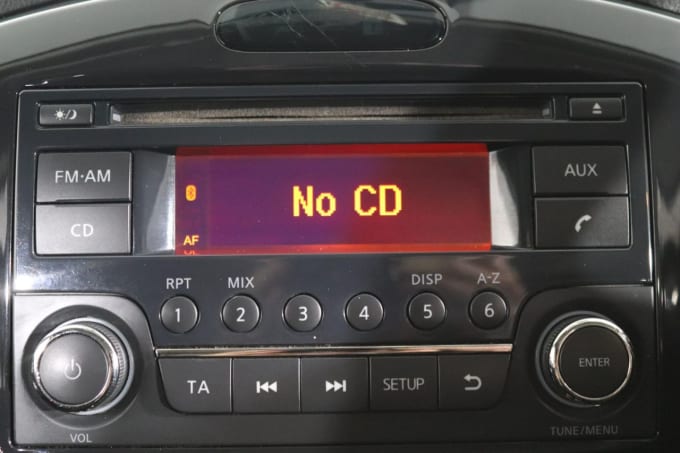 FM·AM
CD
No CD
AF
AUX
RPT
MIX
DISP
A-Z
1
2
3
4
5
6
TA
SETUP
ENTER
VOL
TUNE/MENU